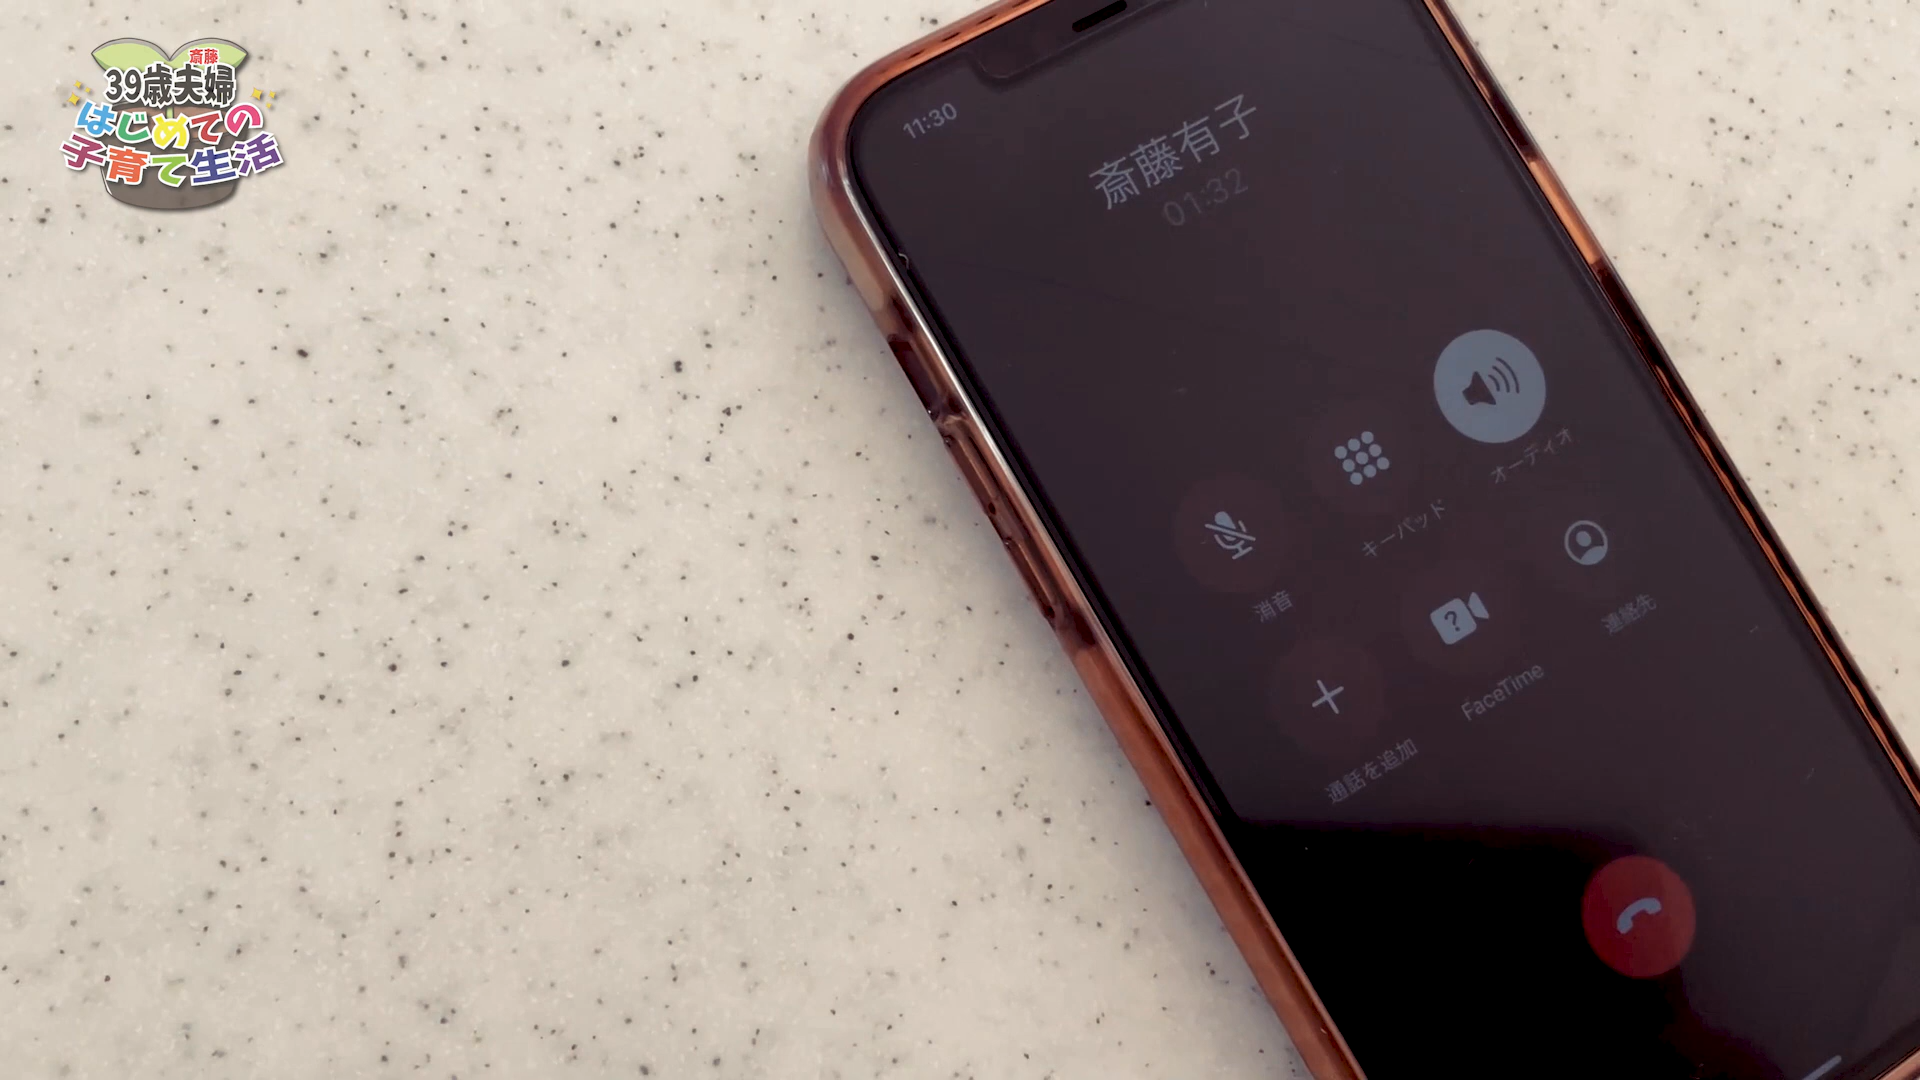 斎藤
39歳夫婦
はじめての
子育て生活
11:30
斎藤有子
01:32
オーディオ
キーパッド
消音
連絡先
FaceTime
通話を追加